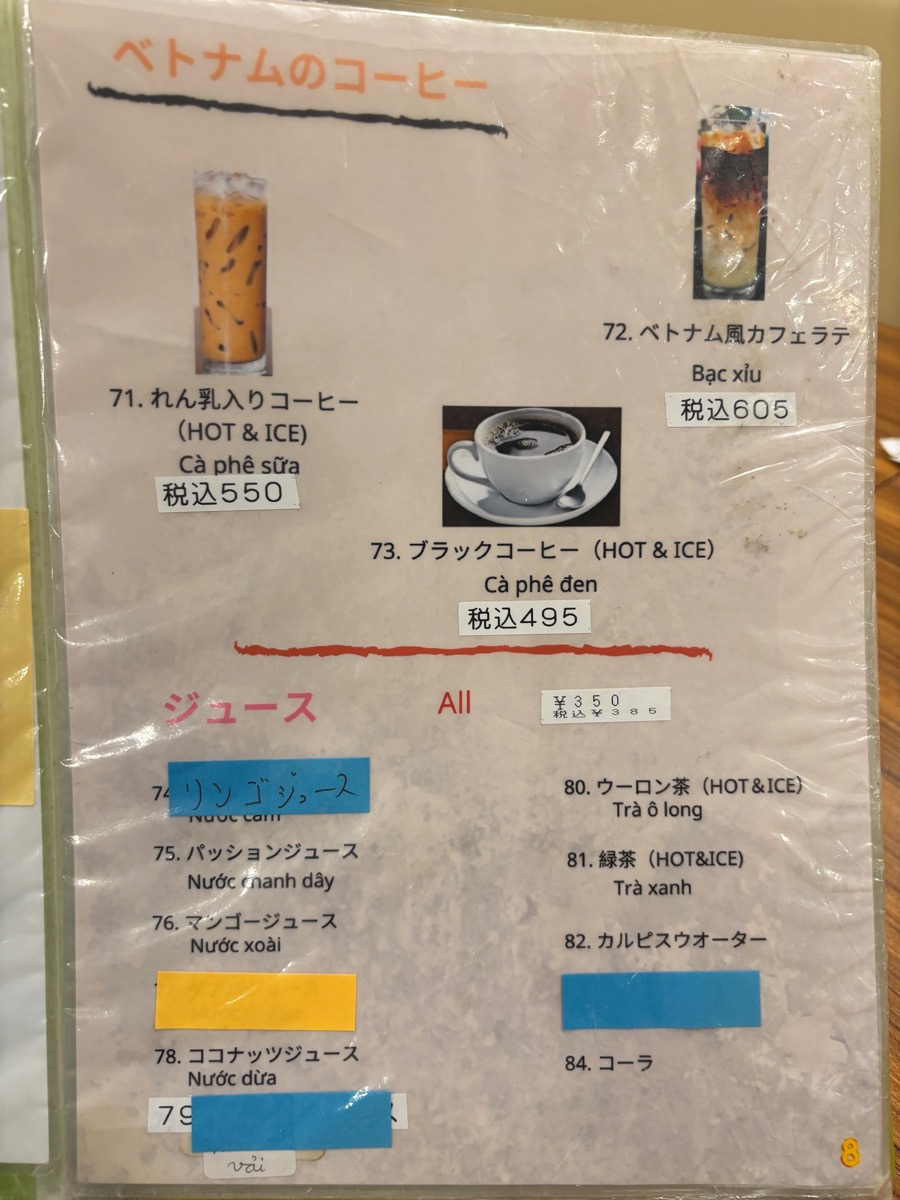 ベトナムのコーヒー
72. ベトナム風カフェラテ
Bạc xỉu
税込605
71. れん乳入りコーヒー
（HOT & ICE)
Cà phê sữa
税込550
73. ブラックコーヒー（HOT & ICE）
Cà phê đen
税込495
ジュース
All
￥350
税込￥385
74
リンゴジュース
Nước cam
75. パッションジュース
Nước chanh dây
76. マンゴージュース
Nước xoài
78. ココナッツジュース
Nước dừa
79
ス
vải
80. ウーロン茶（HOT＆ICE）
Trà ô long
81. 緑茶（HOT&ICE)
Trà xanh
82. カルピスウオーター
84. コーラ
8